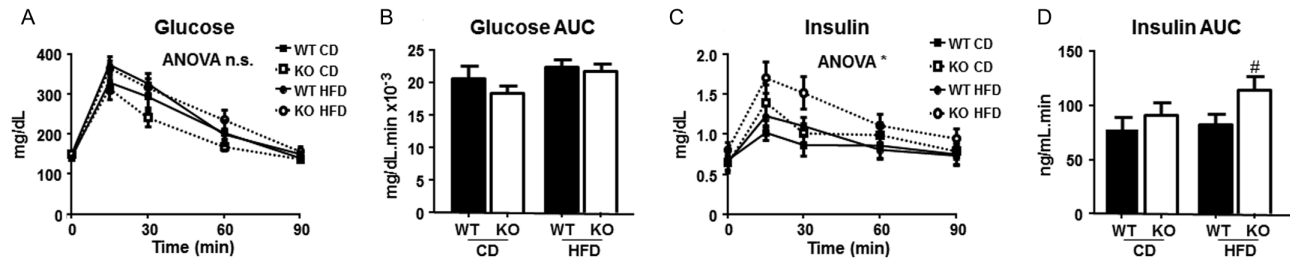 A
Glucose
ANOVA n.s.
WT CD
KO CD
WT HFD
KO HFD
mg/dL
400
300
200
100
0
0
30
60
90
Time (min)
B
Glucose AUC
mg/dL.min x10⁻³
25
20
15
10
5
0
WT KO
CD
WT KO
HFD
C
Insulin
ANOVA *
WT CD
KO CD
WT HFD
KO HFD
mg/dL
2.0
1.5
1.0
0.5
0.0
0
30
60
90
Time (min)
D
Insulin AUC
ng/mL.min
150
100
50
0
#
WT KO
CD
WT KO
HFD